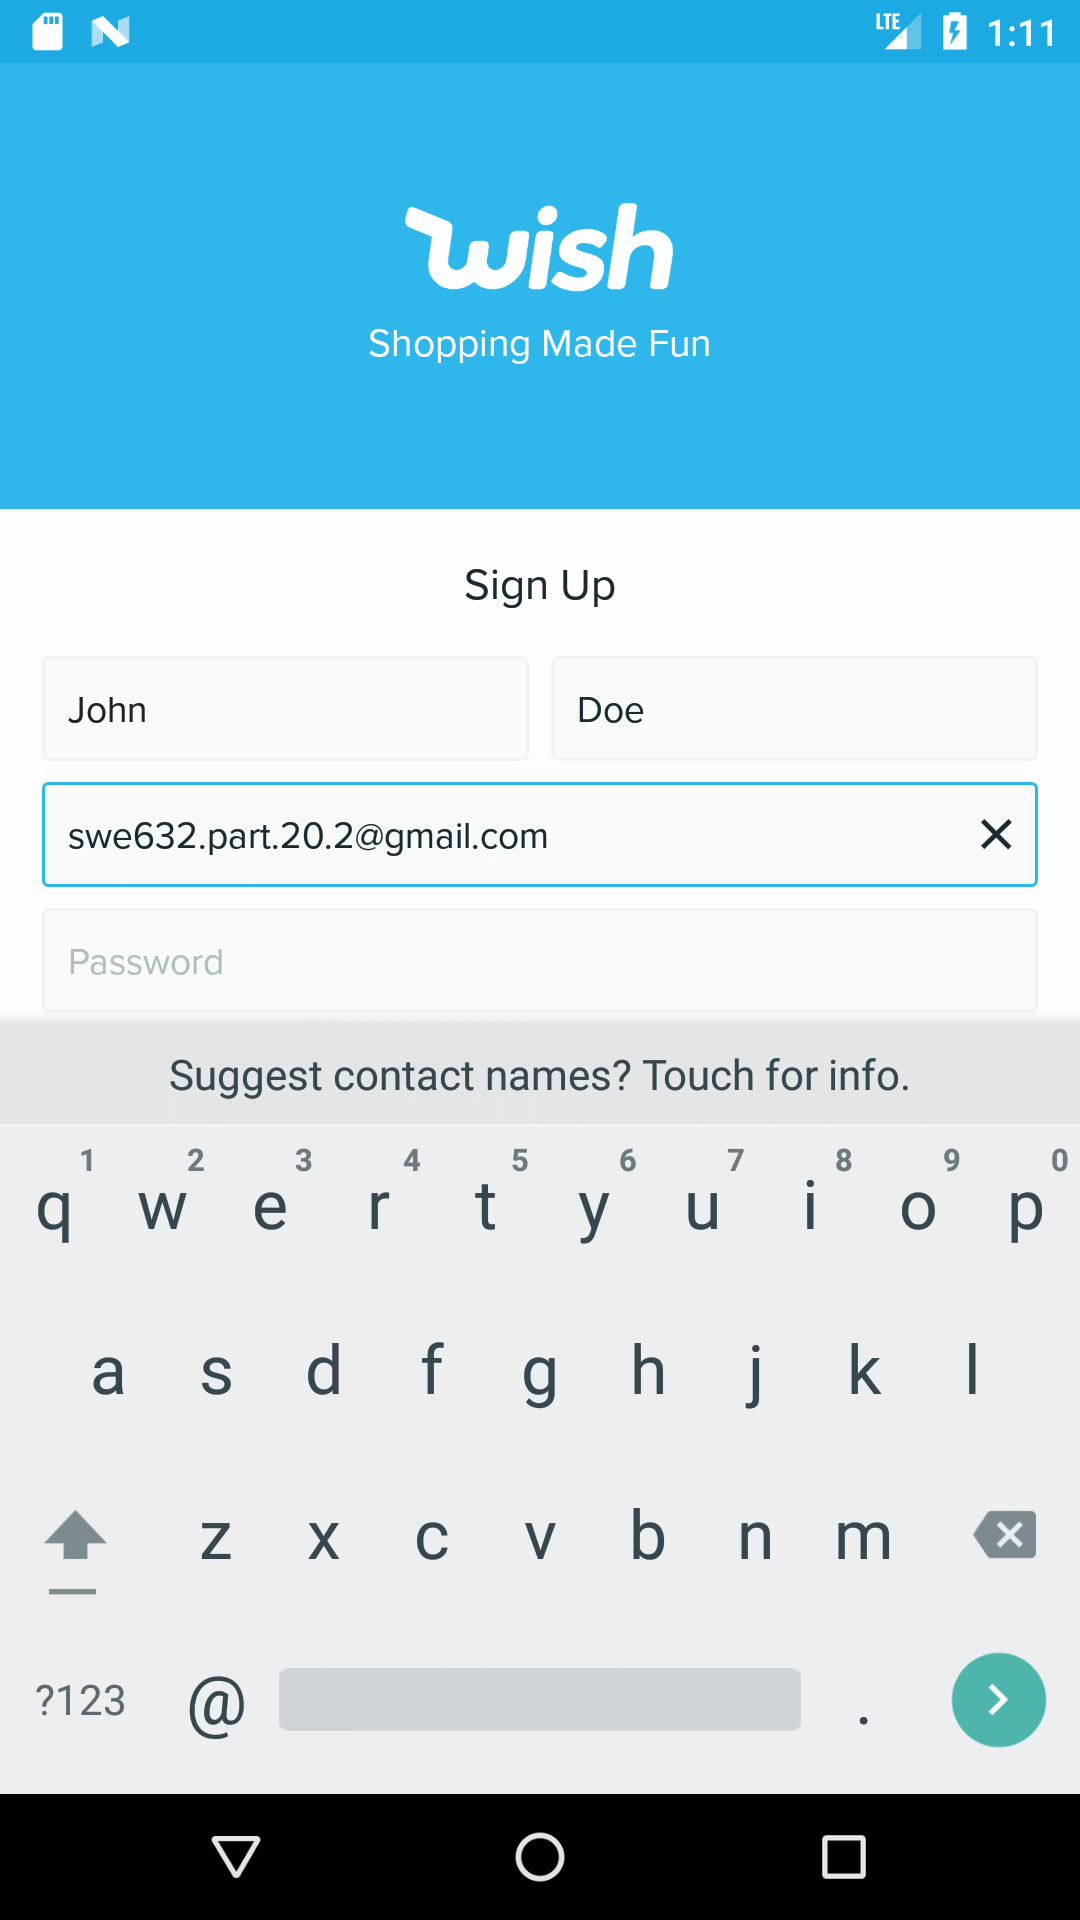 LTE 1:11
wish
Shopping Made Fun
Sign Up
John Doe
swe632.part.20.2@gmail.com
Password
Suggest contact names? Touch for info.
1 2 3 4 5 6 7 8 9 0
q w e r t y u i o p
a s d f g h j k l
z x c v b n m
?123 @ .